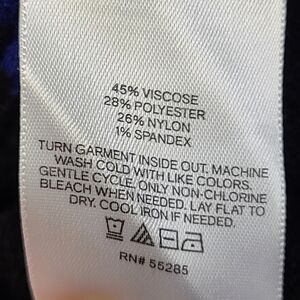 45% VISCOSE
28% POLYESTER
26% NYLON
1% SPANDEX
TURN GARMENT INSIDE OUT. MACHINE
WASH COLD WITH LIKE COLORS.
GENTLE CYCLE. ONLY NON-CHLORINE
BLEACH WHEN NEEDED. LAY FLAT TO
DRY. COOL IRON IF NEEDED.
RN# 55285